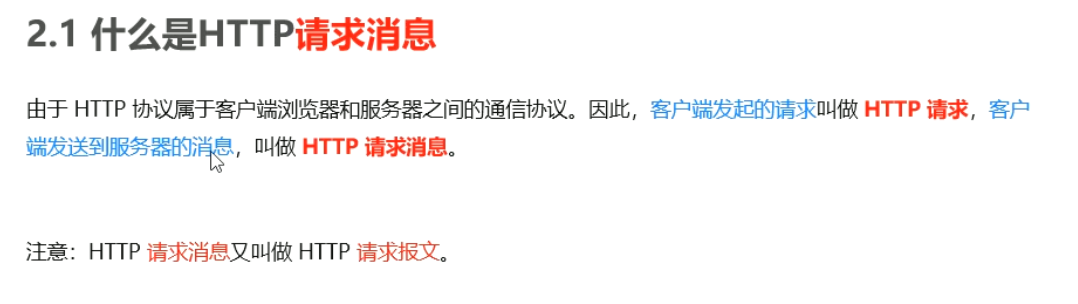 2.1 什么是HTTP请求消息
由于 HTTP 协议属于客户端浏览器和服务器之间的通信协议。因此，客户端发起的请求叫做 HTTP 请求，客户
端发送到服务器的消息，叫做 HTTP 请求消息。
注意：HTTP 请求消息又叫做 HTTP 请求报文。